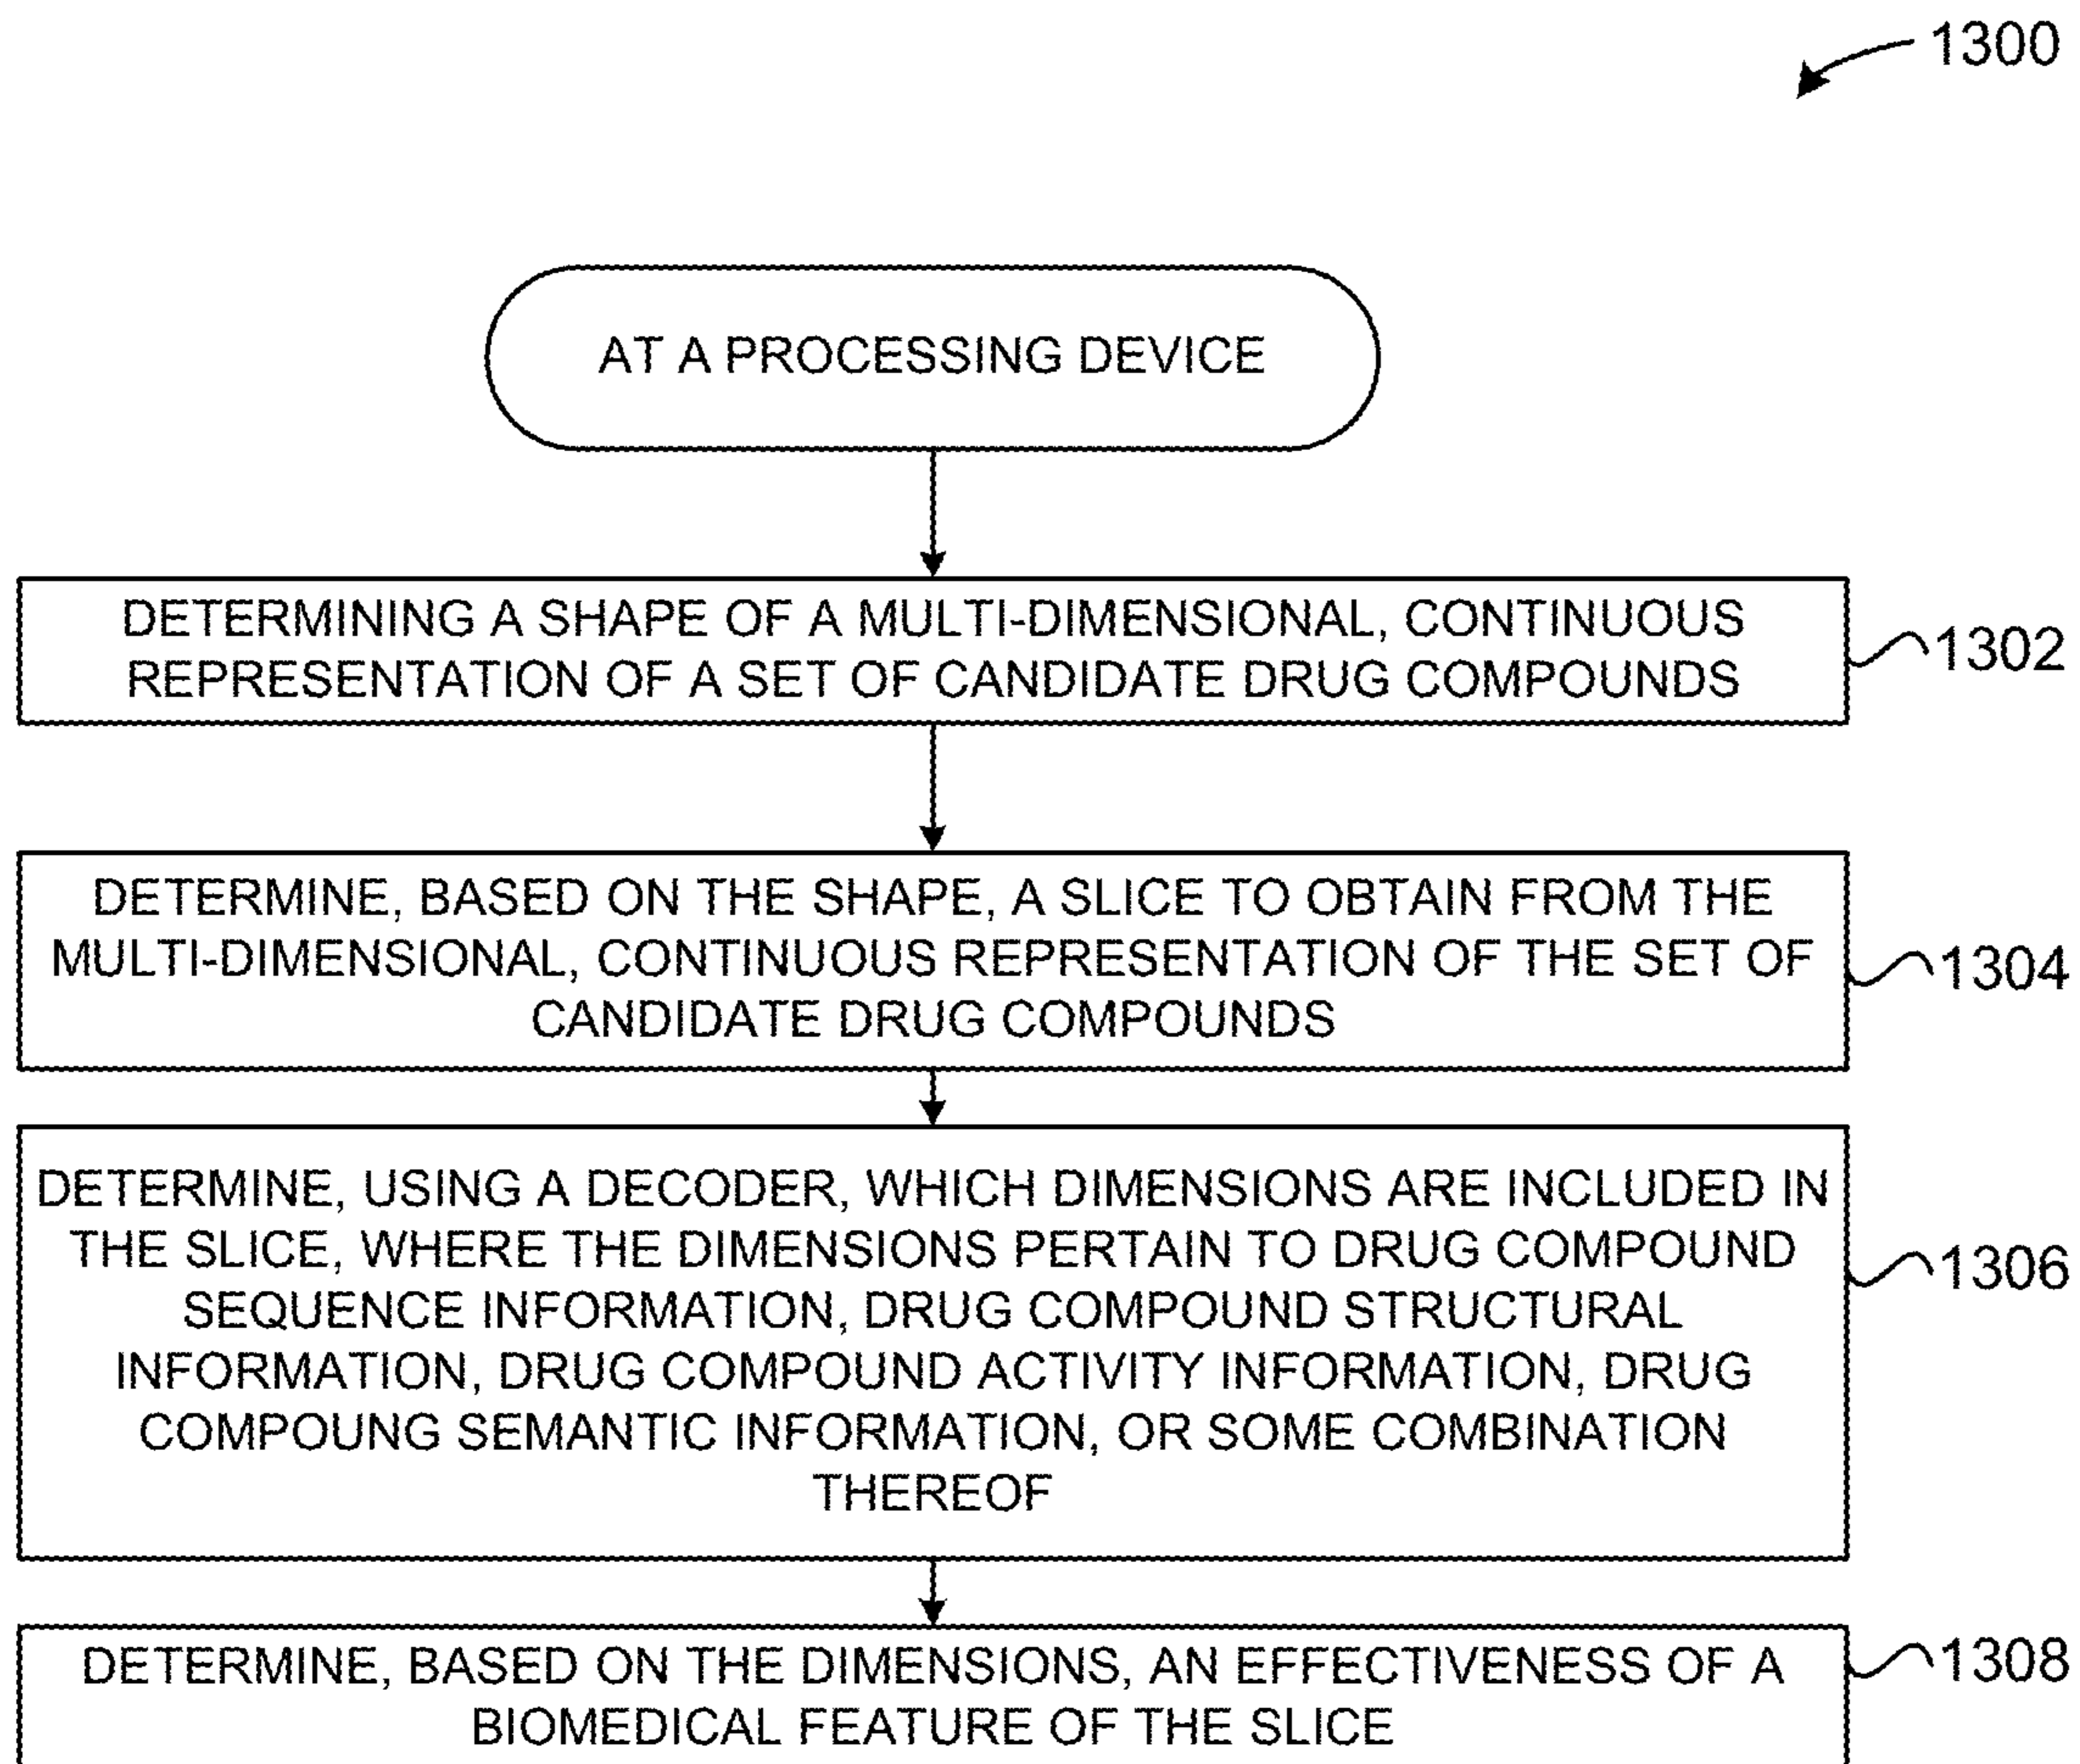 1300
AT A PROCESSING DEVICE
DETERMINING A SHAPE OF A MULTI-DIMENSIONAL, CONTINUOUS
REPRESENTATION OF A SET OF CANDIDATE DRUG COMPOUNDS
1302
DETERMINE, BASED ON THE SHAPE, A SLICE TO OBTAIN FROM THE
MULTI-DIMENSIONAL, CONTINUOUS REPRESENTATION OF THE SET OF
CANDIDATE DRUG COMPOUNDS
1304
DETERMINE, USING A DECODER, WHICH DIMENSIONS ARE INCLUDED IN
THE SLICE, WHERE THE DIMENSIONS PERTAIN TO DRUG COMPOUND
SEQUENCE INFORMATION, DRUG COMPOUND STRUCTURAL
INFORMATION, DRUG COMPOUND ACTIVITY INFORMATION, DRUG
COMPOUNG SEMANTIC INFORMATION, OR SOME COMBINATION
THEREOF
1306
DETERMINE, BASED ON THE DIMENSIONS, AN EFFECTIVENESS OF A
BIOMEDICAL FEATURE OF THE SLICE
1308